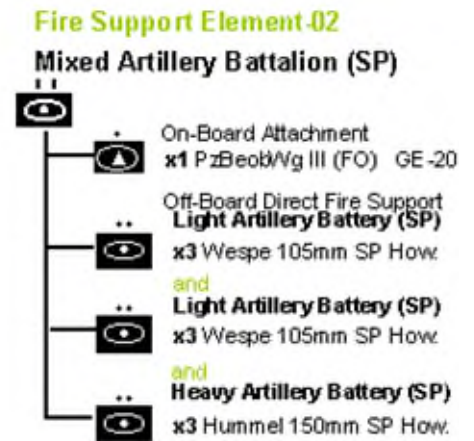 Fire Support Element-02
Mixed Artillery Battalion (SP)
On-Board Attachment
x1 PzBeobWg III (FO) GE-20
Off-Board Direct Fire Support
Light Artillery Battery (SP)
x3 Wespe 105mm SP How.
and
Light Artillery Battery (SP)
x3 Wespe 105mm SP How.
and
Heavy Artillery Battery (SP)
x3 Hummel 150mm SP How.